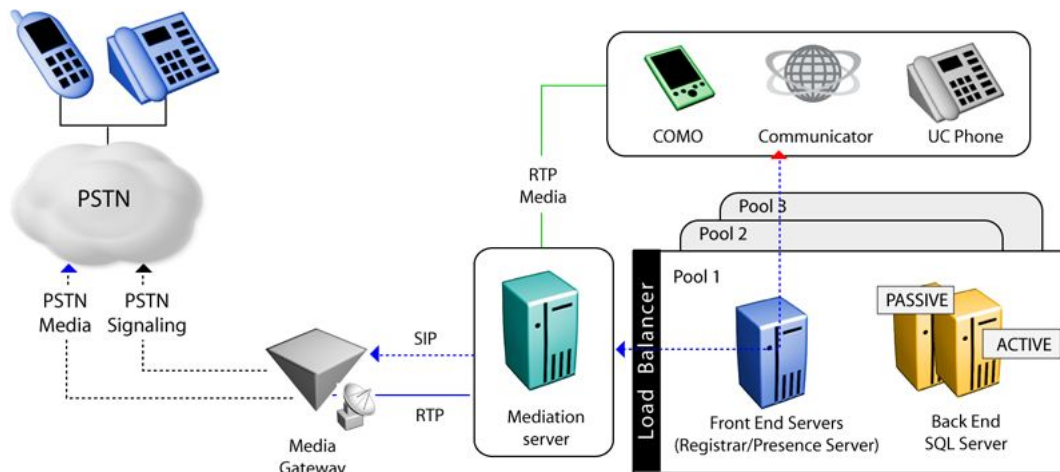 COMO
Communicator
UC Phone
PSTN
RTP
Media
Pool 3
Pool 2
Pool 1
PSTN
Media
PSTN
Signaling
SIP
RTP
Media
Gateway
Mediation
server
Load Balancer
PASSIVE
ACTIVE
Front End Servers
(Registrar/Presence Server)
Back End
SQL Server